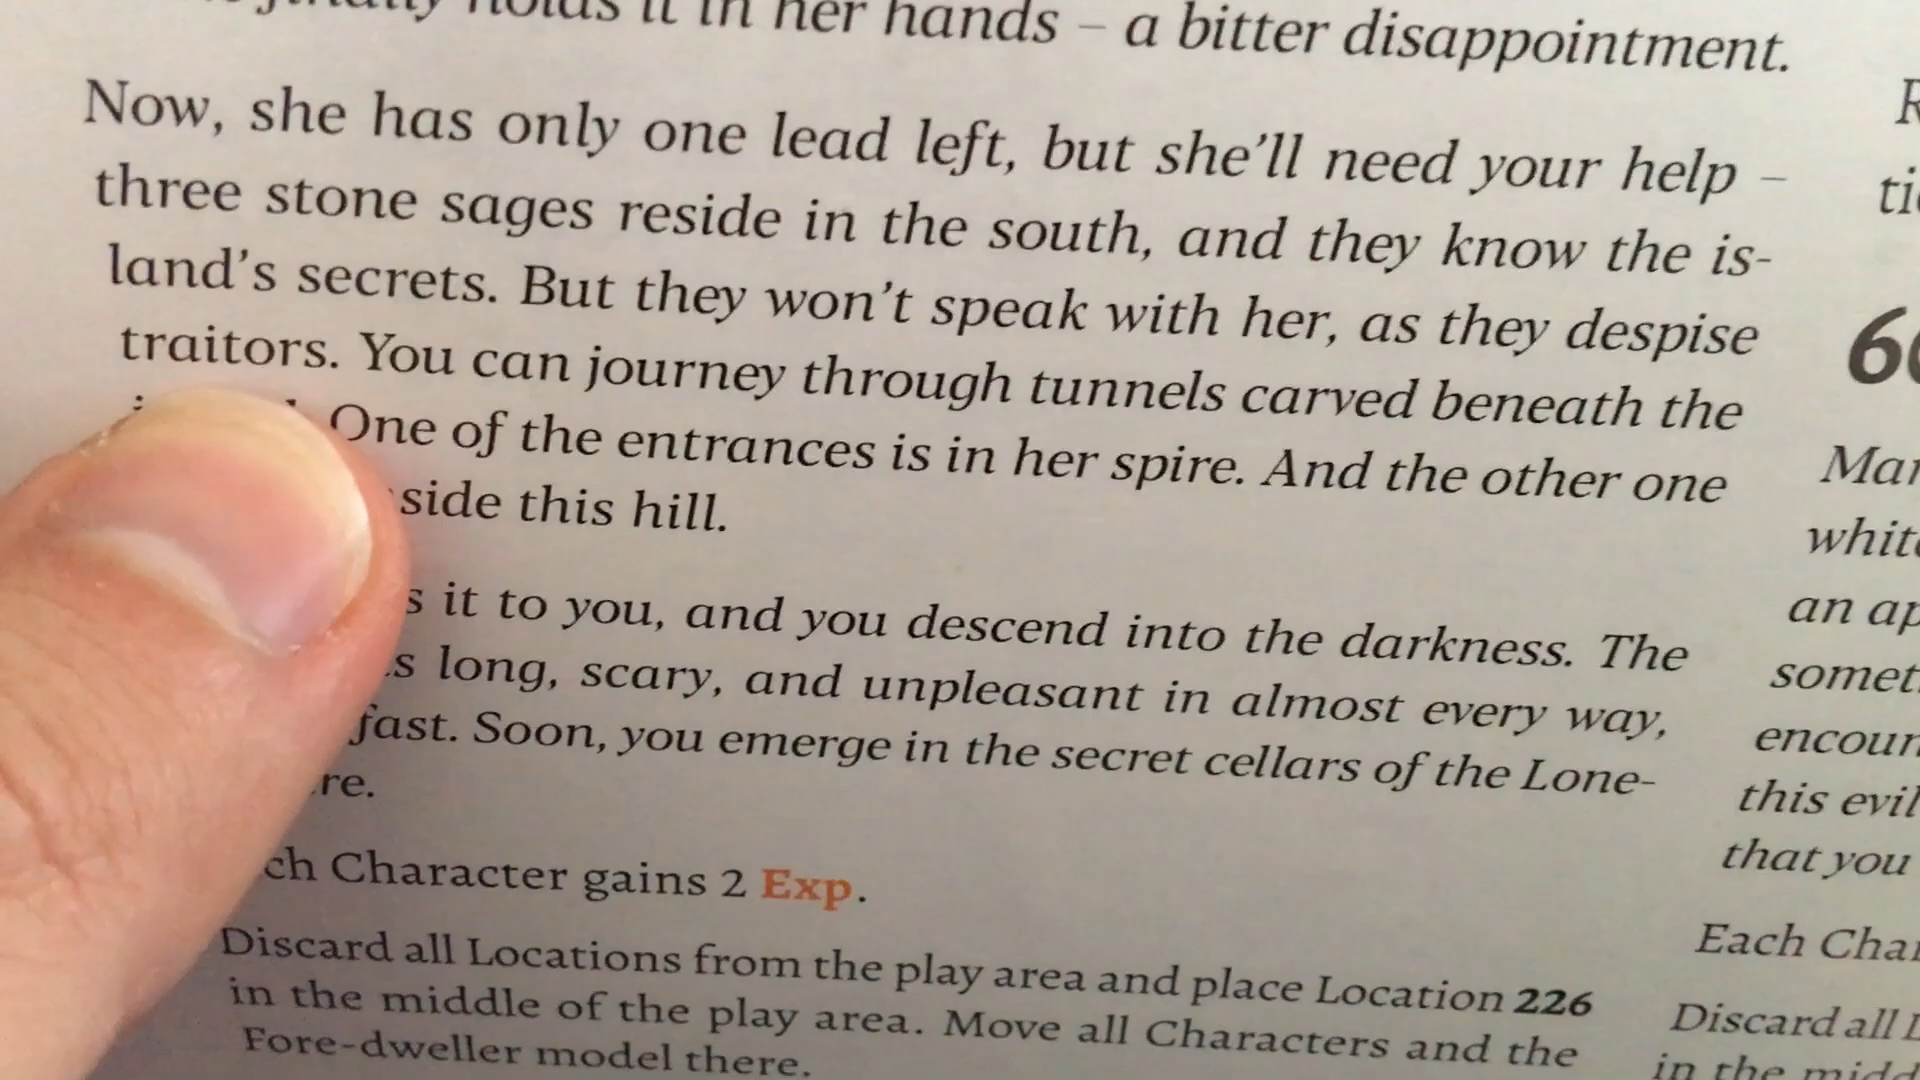 holds it in her hands – a bitter disappointment.
Now, she has only one lead left, but she’ll need your help –
three stone sages reside in the south, and they know the is-
land’s secrets. But they won’t speak with her, as they despise
traitors. You can journey through tunnels carved beneath the
One of the entrances is in her spire. And the other one
side this hill.
it to you, and you descend into the darkness. The
long, scary, and unpleasant in almost every way,
fast. Soon, you emerge in the secret cellars of the Lone-
re.
ch Character gains 2 Exp.
Discard all Locations from the play area and place Location 226
in the middle of the play area. Move all Characters and the
Fore-dweller model there.
R
tic
60
Mar
white
an ap
somet
encoun
this evil
that you
Each Char
Discard all L
in the midd